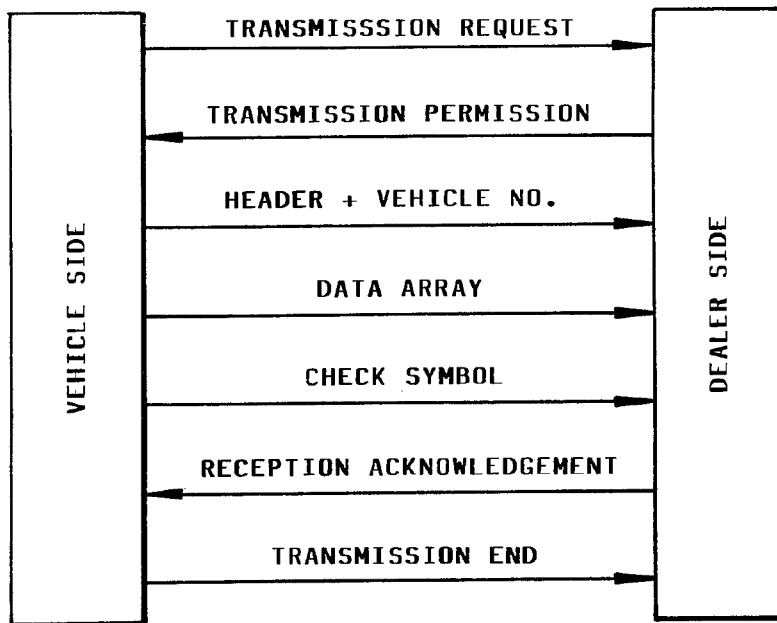 TRANSMISSSION REQUEST
TRANSMISSION PERMISSION
HEADER + VEHICLE NO.
DATA ARRAY
CHECK SYMBOL
RECEPTION ACKNOWLEDGEMENT
TRANSMISSION END
VEHICLE SIDE
DEALER SIDE